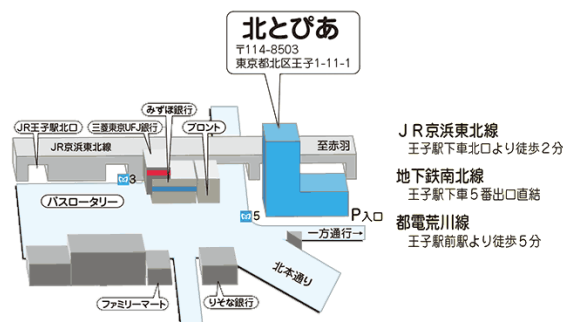 北とぴあ
〒114-8503
東京都北区王子1-11-1
みずほ銀行
JR王子駅北口
三菱東京UFJ銀行
プロント
JR京浜東北線
至赤羽
3
バスロータリー
5
P入口
一方通行→
北本通り
ファミリーマート
りそな銀行
JR京浜東北線
王子駅下車北口より徒歩2分
地下鉄南北線
王子駅下車5番出口直結
都電荒川線
王子駅前駅より徒歩5分